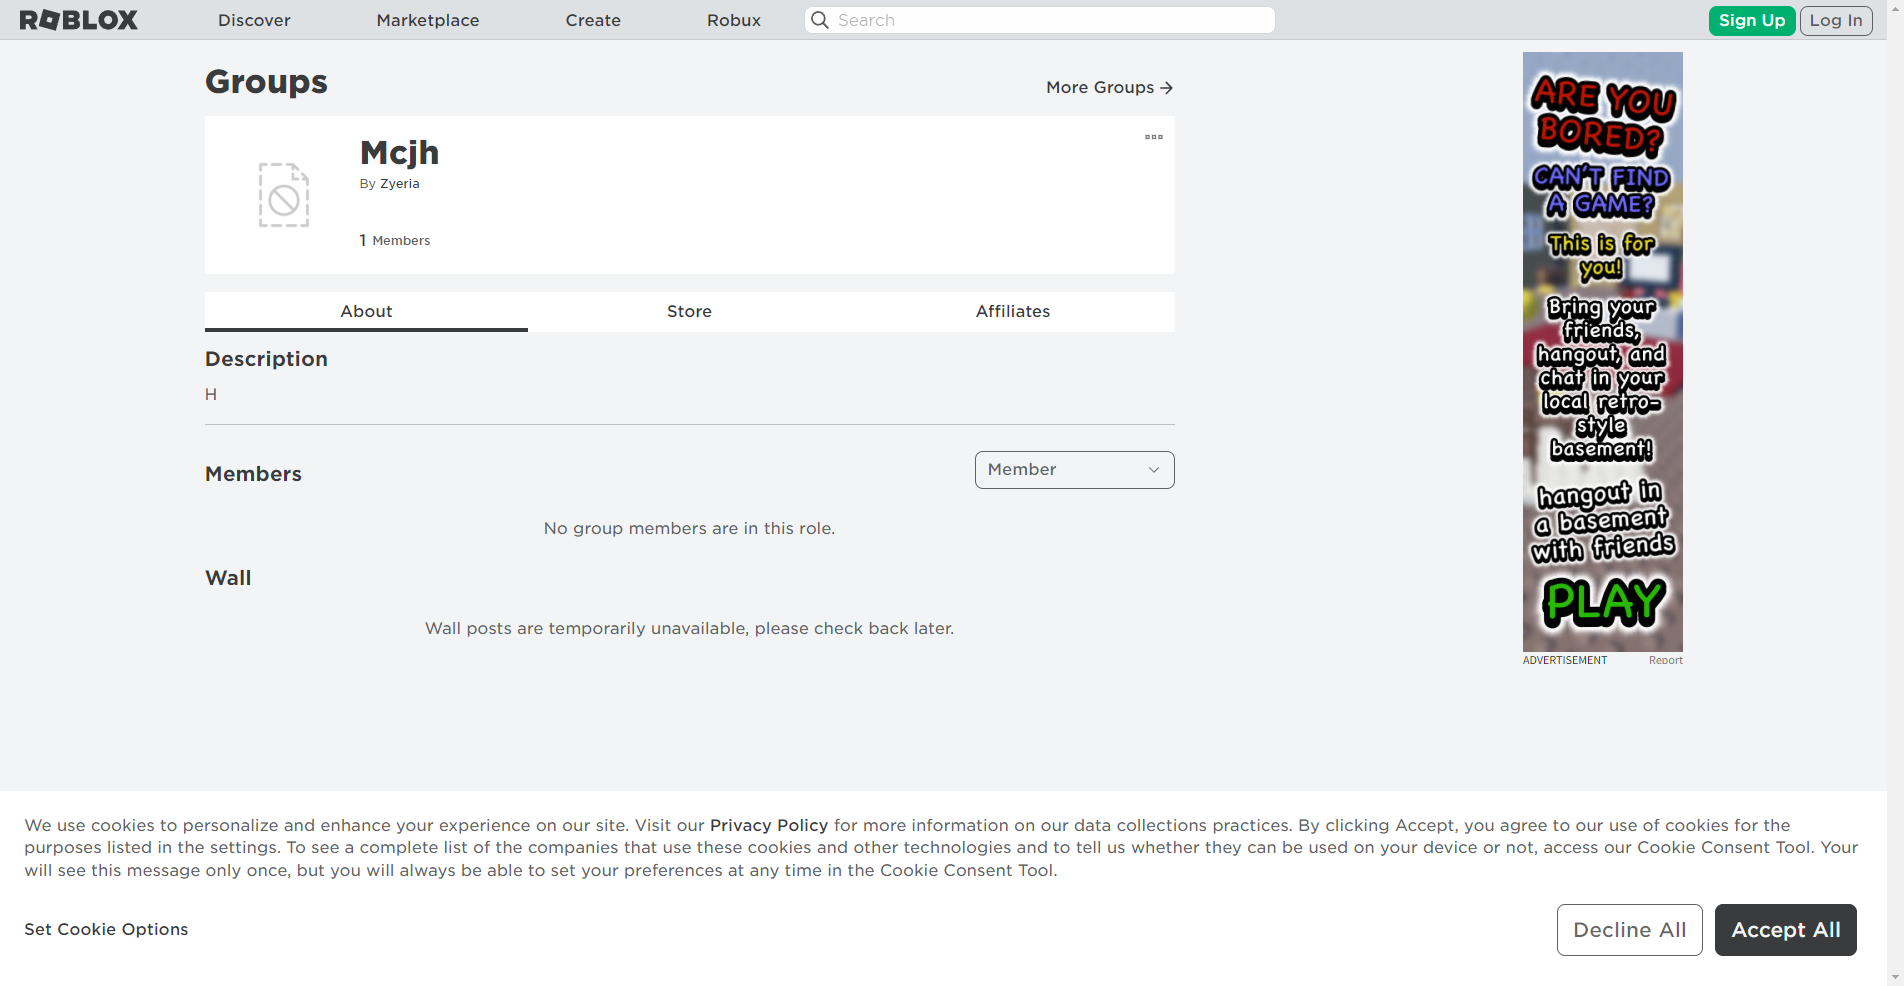 ROBLOX Discover Marketplace Create Robux Search Sign Up Log In
Groups
More Groups
Mcjh
By Zyeria
1 Members
About Store Affiliates
Description
H
Members
Member
No group members are in this role.
Wall
Wall posts are temporarily unavailable, please check back later.
ARE YOU
BORED?
CAN'T FIND
A GAME?
This is for
you!
Bring your
friends,
hangout, and
chat in your
local retro-
style
basement!
hangout in
a basement
with friends
PLAY
ADVERTISEMENT Report
We use cookies to personalize and enhance your experience on our site. Visit our Privacy Policy for more information on our data collections practices. By clicking Accept, you agree to our use of cookies for the
purposes listed in the settings. To see a complete list of the companies that use these cookies and other technologies and to tell us whether they can be used on your device or not, access our Cookie Consent Tool. Your
will see this message only once, but you will always be able to set your preferences at any time in the Cookie Consent Tool.
Set Cookie Options
Decline All
Accept All